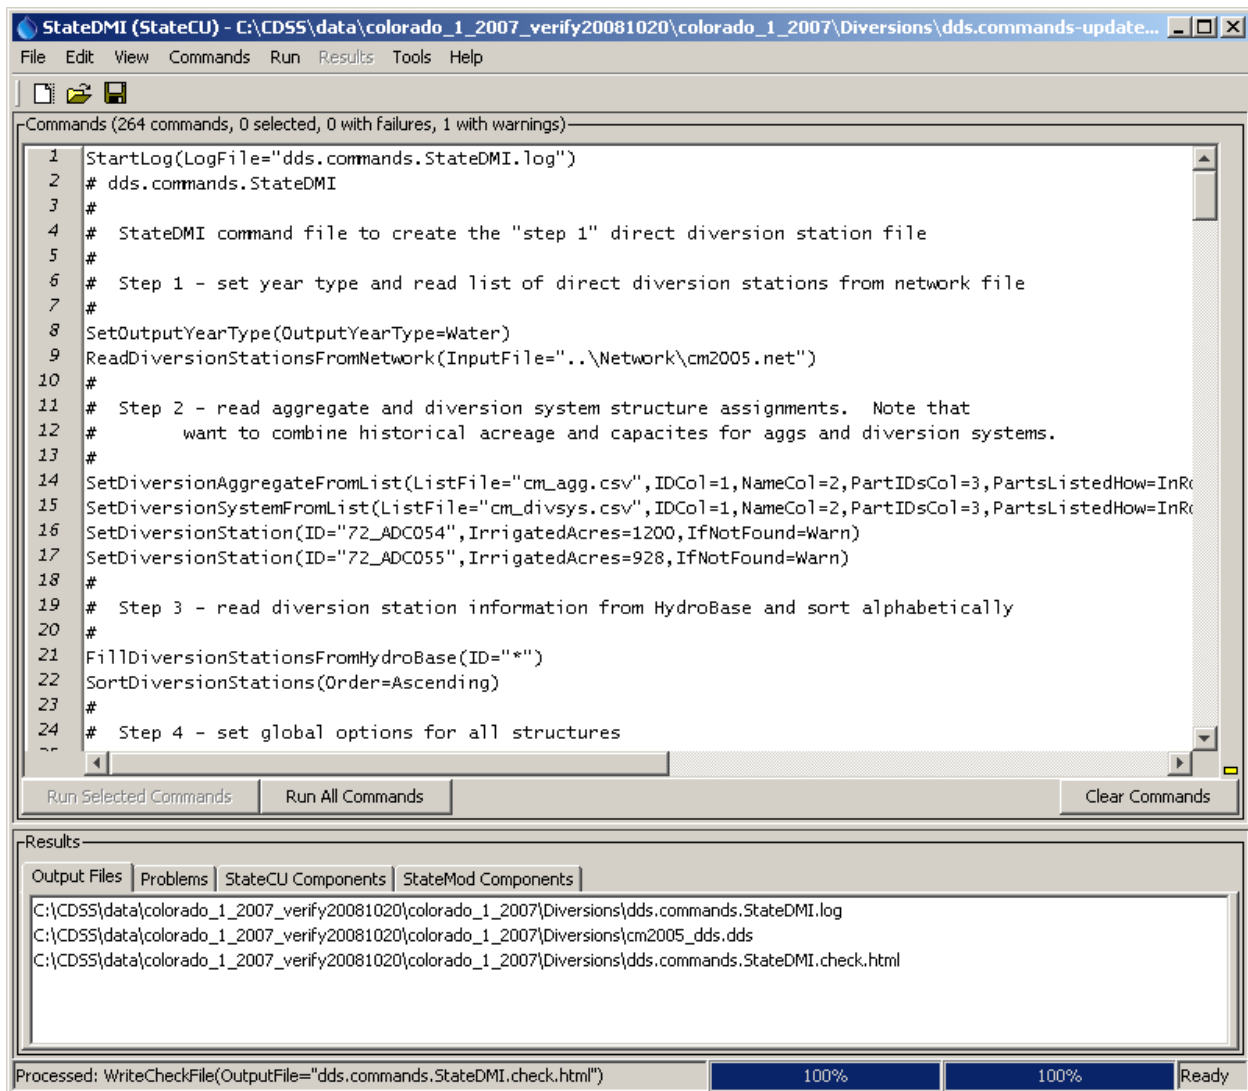 StateDMI (StateCU) - C:\CDSS\data\colorado_1_2007_verify20081020\colorado_1_2007\Diversions\dds.commands-update...
File Edit View Commands Run Results Tools Help
Commands (264 commands, 0 selected, 0 with failures, 1 with warnings)
1 StartLog(LogFile="dds.commands.StateDMI.log")
2 # dds.commands.StateDMI
3 #
4 # StateDMI command file to create the "step 1" direct diversion station file
5 #
6 # Step 1 - set year type and read list of direct diversion stations from network file
7 #
8 SetOutputYearType(OutputYearType=Water)
9 ReadDiversionStationsFromNetwork(InputFile="..\Network\cm2005.net")
10 #
11 # Step 2 - read aggregate and diversion system structure assignments. Note that
12 # want to combine historical acreage and capacites for aggs and diversion systems.
13 #
14 SetDiversionAggregateFromList(ListFile="cm_agg.csv",IDCol=1,NameCol=2,PartIDsCol=3,PartsListedHow=InRo
15 SetDiversionSystemFromList(ListFile="cm_divsys.csv",IDCol=1,NameCol=2,PartIDsCol=3,PartsListedHow=InRo
16 SetDiversionStation(ID="72_ADC054",IrrigatedAcres=1200,IfNotFound=Warn)
17 SetDiversionStation(ID="72_ADC055",IrrigatedAcres=928,IfNotFound=Warn)
18 #
19 # Step 3 - read diversion station information from HydroBase and sort alphabetically
20 #
21 FillDiversionStationsFromHydroBase(ID="*")
22 SortDiversionStations(Order=Ascending)
23 #
24 # Step 4 - set global options for all structures
Run Selected Commands Run All Commands Clear Commands
Results
Output Files Problems StateCU Components StateMod Components
C:\CDSS\data\colorado_1_2007_verify20081020\colorado_1_2007\Diversions\dds.commands.StateDMI.log
C:\CDSS\data\colorado_1_2007_verify20081020\colorado_1_2007\Diversions\cm2005_dds.dds
C:\CDSS\data\colorado_1_2007_verify20081020\colorado_1_2007\Diversions\dds.commands.StateDMI.check.html
Processed: WriteCheckFile(OutputFile="dds.commands.StateDMI.check.html") 100% 100% Ready